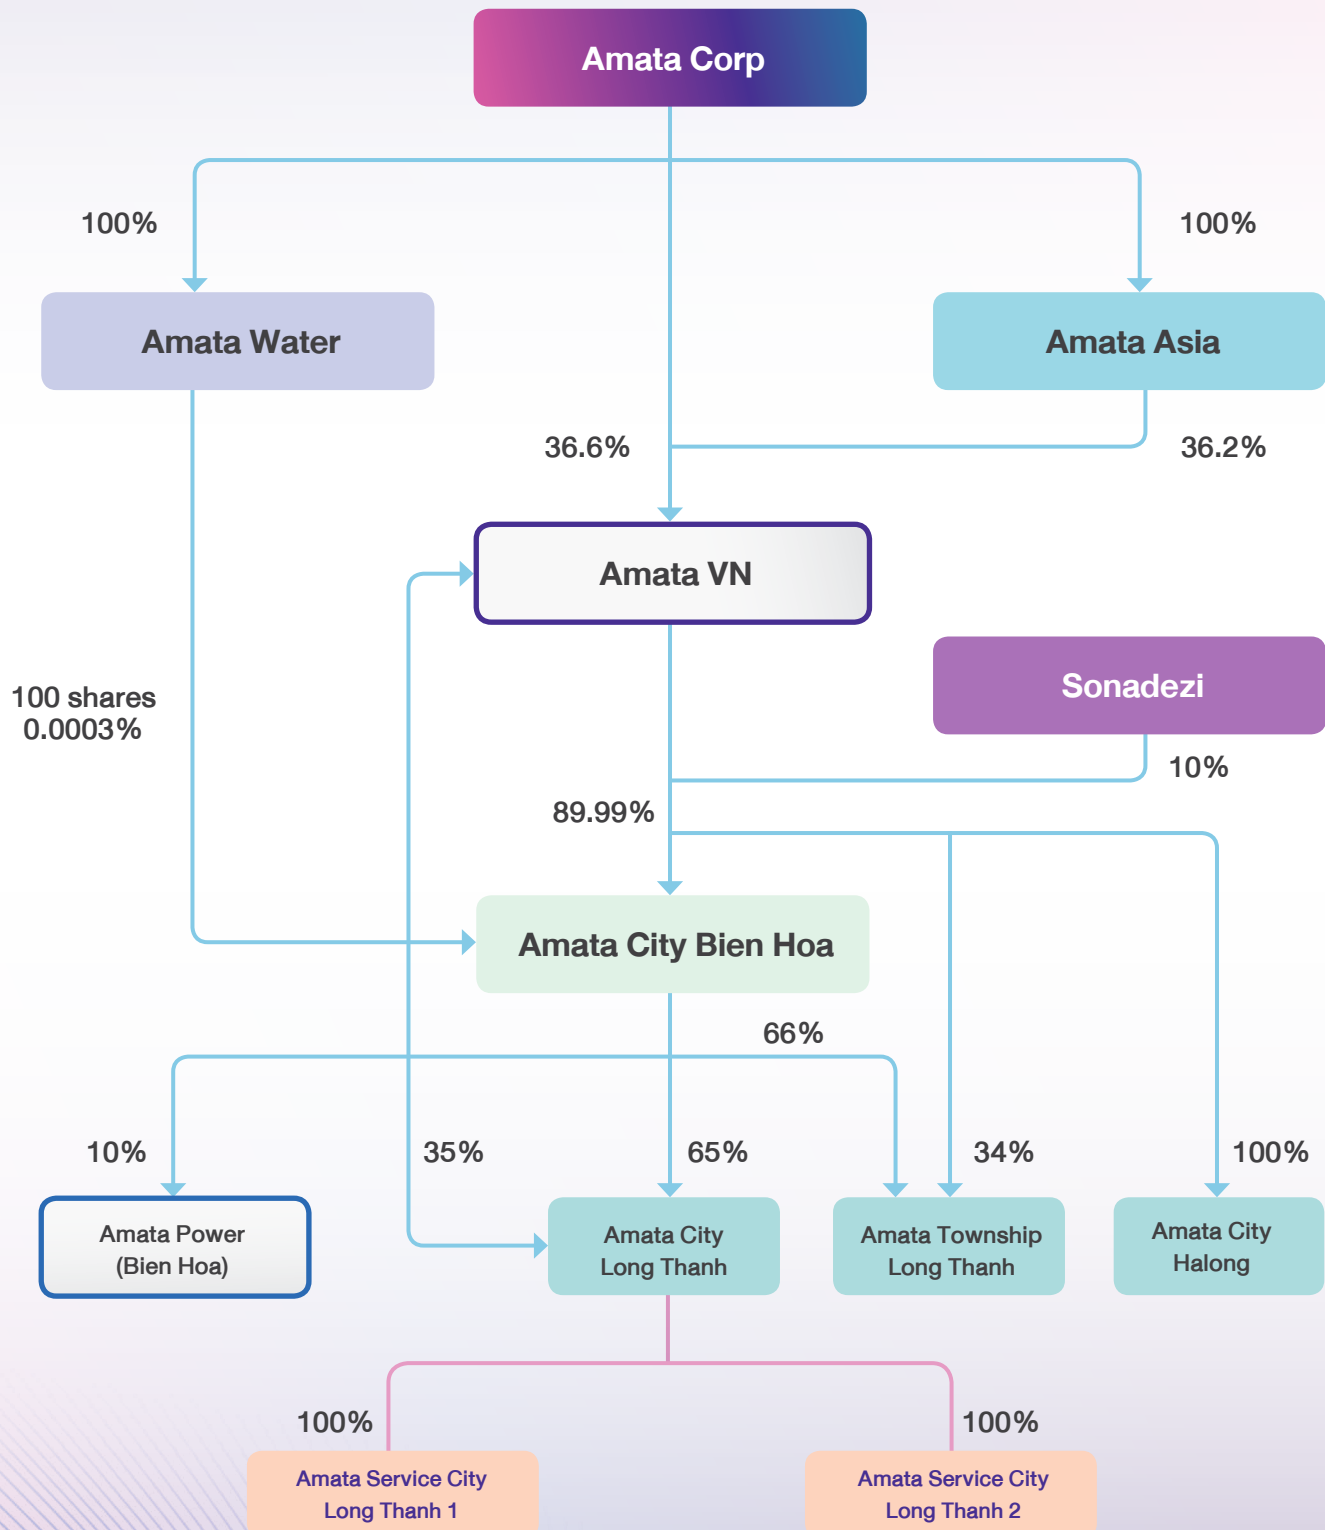 Amata Corp
100%
100%
Amata Water
Amata Asia
36.6%
36.2%
Amata VN
Sonadezi
100 shares
0.0003%
10%
89.99%
Amata City Bien Hoa
66%
10%
35%
65%
34%
100%
Amata Power
(Bien Hoa)
Amata City
Long Thanh
Amata Township
Long Thanh
Amata City
Halong
100%
100%
Amata Service City
Long Thanh 1
Amata Service City
Long Thanh 2